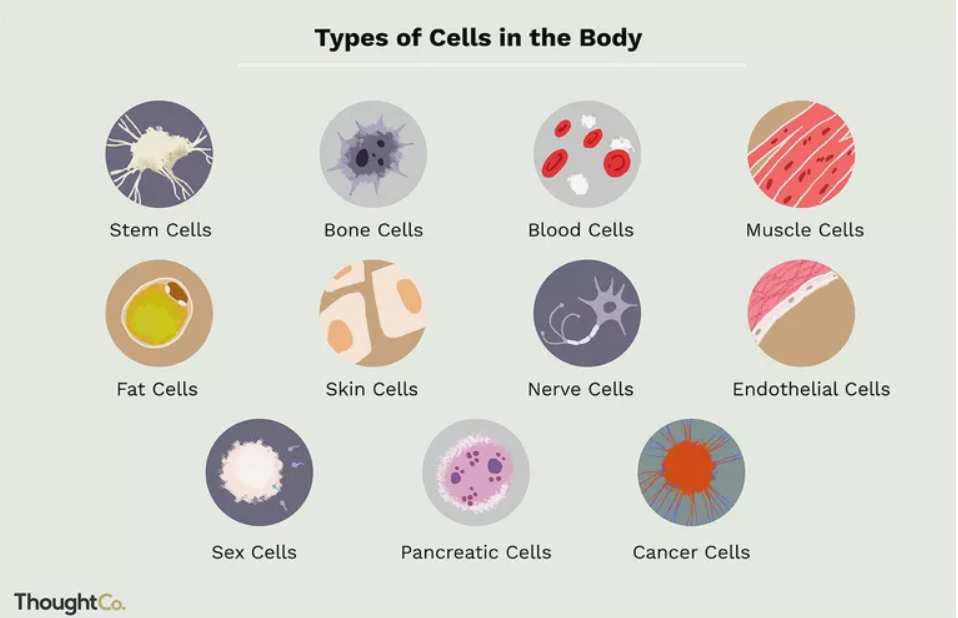 Types of Cells in the Body
Stem Cells
Bone Cells
Blood Cells
Muscle Cells
Fat Cells
Skin Cells
Nerve Cells
Endothelial Cells
Sex Cells
Pancreatic Cells
Cancer Cells
ThoughtCo.